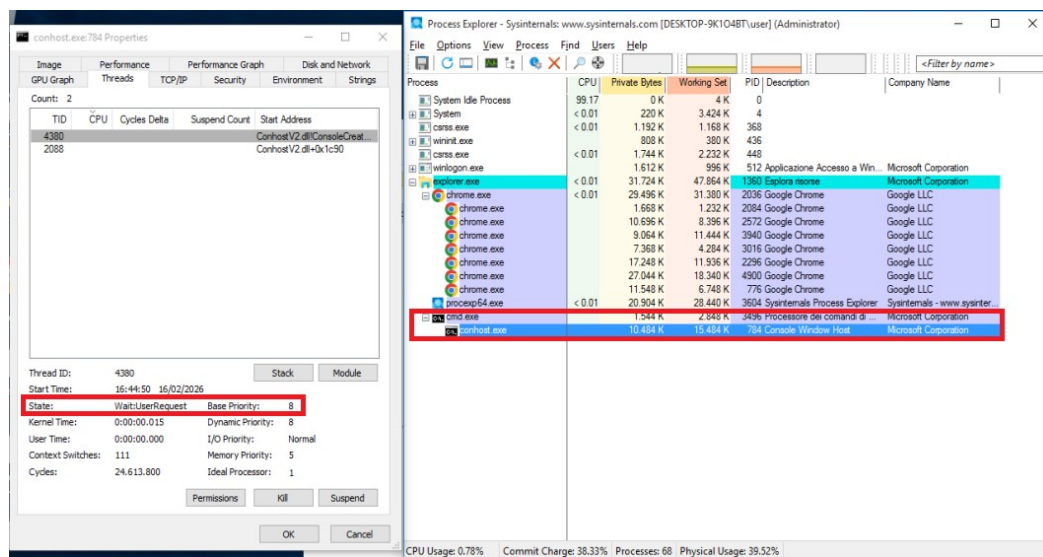 conhost.exe:784 Properties
Image Performance Performance Graph Disk and Network
GPU Graph Threads TCP/IP Security Environment Strings
Count: 2
TID CPU Cycles Delta Suspend Count Start Address
4380 ConhostV2.dll!ConsoleCreat...
2088 ConhostV2.dll+0x1c90
Thread ID: 4380 Stack Module
Start Time: 16:44:50 16/02/2026
State: Wait:UserRequest Base Priority: 8
Kernel Time: 0:00:00.015 Dynamic Priority: 8
User Time: 0:00:00.000 I/O Priority: Normal
Context Switches: 111 Memory Priority: 5
Cycles: 24.613.800 Ideal Processor: 1
Permissions Kill Suspend
OK Cancel
Process Explorer - Sysinternals: www.sysinternals.com [DESKTOP-9K1O4BT\user] (Administrator)
File Options View Process Find Users Help
<Filter by name>
Process CPU Private Bytes Working Set PID Description Company Name
System Idle Process 99.17 0 K 4 K 0
System < 0.01 220 K 3.424 K 4
csrss.exe < 0.01 1.192 K 1.168 K 368
wininit.exe 808 K 380 K 436
csrss.exe < 0.01 1.744 K 2.232 K 448
winlogon.exe 1.612 K 996 K 512 Applicazione Accesso a Win... Microsoft Corporation
explorer.exe < 0.01 31.724 K 47.864 K 1360 Esplora risorse Microsoft Corporation
chrome.exe < 0.01 29.496 K 31.380 K 2036 Google Chrome Google LLC
chrome.exe 1.668 K 1.232 K 2084 Google Chrome Google LLC
chrome.exe 10.696 K 8.396 K 2572 Google Chrome Google LLC
chrome.exe 9.064 K 11.444 K 3940 Google Chrome Google LLC
chrome.exe 7.368 K 4.284 K 3016 Google Chrome Google LLC
chrome.exe 17.248 K 11.936 K 2296 Google Chrome Google LLC
chrome.exe 27.044 K 18.340 K 4900 Google Chrome Google LLC
chrome.exe 11.548 K 6.748 K 776 Google Chrome Google LLC
procexp64.exe < 0.01 20.904 K 28.440 K 3604 Sysinternals Process Explorer Sysinternals - www.sysinter...
cmd.exe 1.544 K 2.848 K 3496 Processore dei comandi di ... Microsoft Corporation
conhost.exe 10.484 K 15.484 K 784 Console Window Host Microsoft Corporation
CPU Usage: 0.78% Commit Charge: 38.33% Processes: 68 Physical Usage: 39.52%